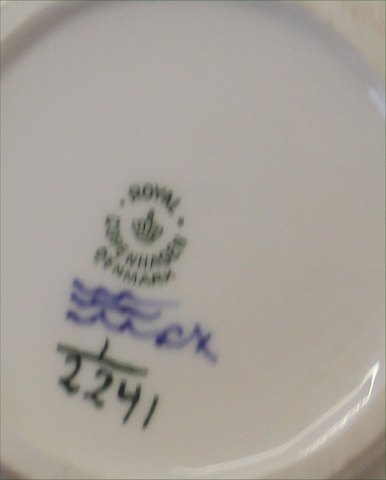 ROYAL
COPENHAGEN
DENMARK
1
2241